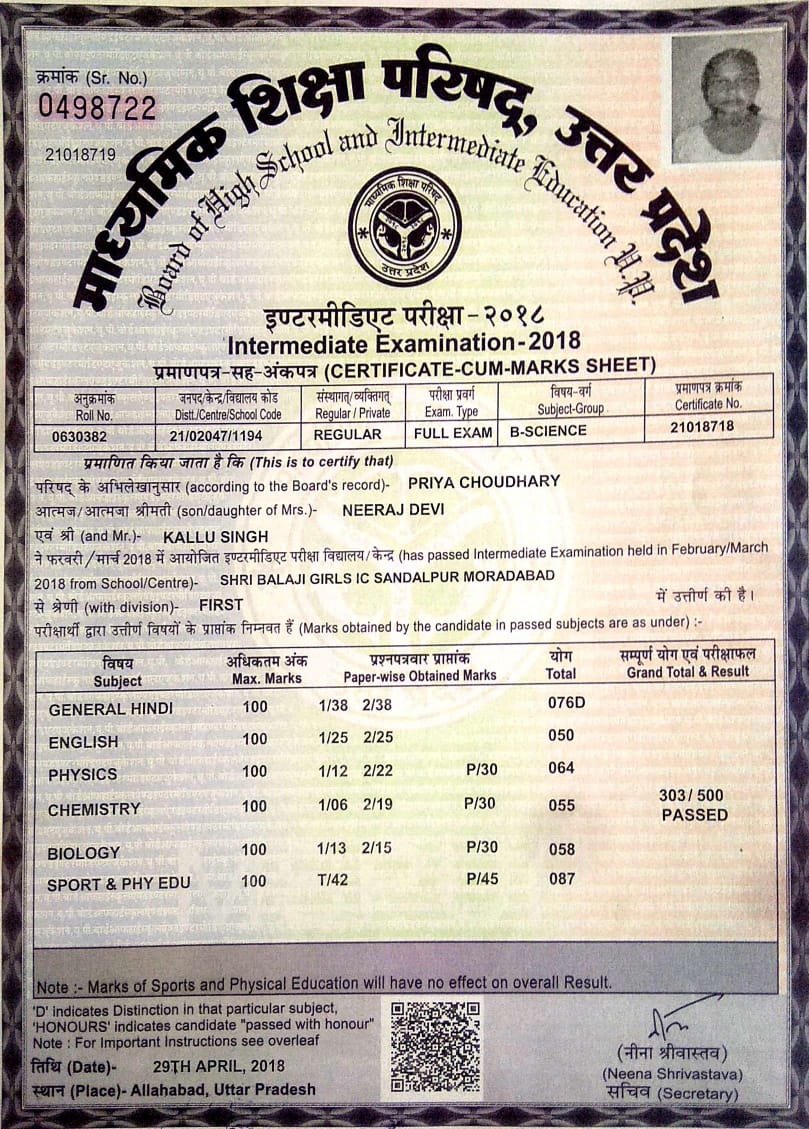 क्रमांक (Sr. No.)
0498722
21018719
माध्यमिक शिक्षा परिषद्, उत्तर प्रदेश
Board of High School and Intermediate Education U.P.
माध्यमिक शिक्षा परिषद
उत्तर प्रदेश
इण्टरमीडिएट परीक्षा - २०१८
Intermediate Examination - 2018
प्रमाणपत्र-सह-अंकपत्र (CERTIFICATE-CUM-MARKS SHEET)
अनुक्रमांक जनपद/केन्द्र/विद्यालय कोड संस्थागत/व्यक्तिगत् परीक्षा प्रवर्ग विषय-वर्ग प्रमाणपत्र क्रमांक
Roll No. Distt./Centre/School Code Regular / Private Exam. Type Subject-Group Certificate No.
0630382 21/02047/1194 REGULAR FULL EXAM B-SCIENCE 21018718
प्रमाणित किया जाता है कि (This is to certify that)
परिषद् के अभिलेखानुसार (according to the Board's record)- PRIYA CHOUDHARY
आत्मज/आत्मजा श्रीमती (son/daughter of Mrs.)- NEERAJ DEVI
एवं श्री (and Mr.)- KALLU SINGH
ने फरवरी/मार्च 2018 में आयोजित इण्टरमीडिएट परीक्षा विद्यालय/केन्द्र (has passed Intermediate Examination held in February/March
2018 from School/Centre)- SHRI BALAJI GIRLS IC SANDALPUR MORADABAD
से श्रेणी (with division)- FIRST में उत्तीर्ण की है।
परीक्षार्थी द्वारा उत्तीर्ण विषयों के प्राप्तांक निम्नवत हैं (Marks obtained by the candidate in passed subjects are as under) :-
विषय अधिकतम अंक प्रश्नपत्रवार प्राप्तांक योग सम्पूर्ण योग एवं परीक्षाफल
Subject Max. Marks Paper-wise Obtained Marks Total Grand Total & Result
GENERAL HINDI 100 1/38 2/38 076D
ENGLISH 100 1/25 2/25 050
PHYSICS 100 1/12 2/22 P/30 064
CHEMISTRY 100 1/06 2/19 P/30 055
303/ 500
PASSED
BIOLOGY 100 1/13 2/15 P/30 058
SPORT & PHY EDU 100 T/42 P/45 087
Note :- Marks of Sports and Physical Education will have no effect on overall Result.
'D' indicates Distinction in that particular subject,
'HONOURS' indicates candidate "passed with honour"
Note : For Important Instructions see overleaf
तिथि (Date)- 29TH APRIL, 2018
स्थान (Place)- Allahabad, Uttar Pradesh
(नीना श्रीवास्तव)
(Neena Shrivastava)
सचिव (Secretary)